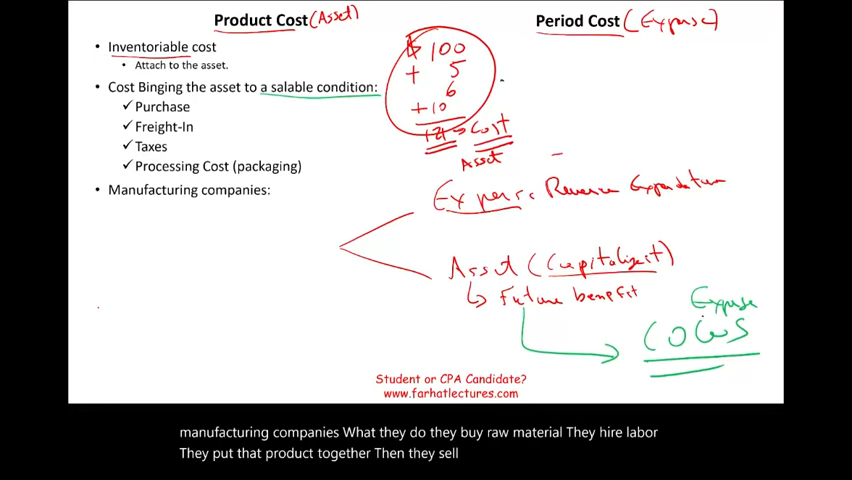 Product Cost (Asset)
Period Cost (Expense)
• Inventoriable cost
• Attach to the asset.
• Cost Binging the asset to a salable condition:
✓ Purchase
✓ Freight-In
✓ Taxes
✓ Processing Cost (packaging)
• Manufacturing companies:
$ 100
+ 5
6
+ 10
121 → Cost
Asset
Expense: Revenue Expenditure
Asset (Capitalized)
↳ Future benefit
Expense
COGS
Student or CPA Candidate?
www.farhatlectures.com
manufacturing companies What they do they buy raw material They hire labor
They put that product together Then they sell